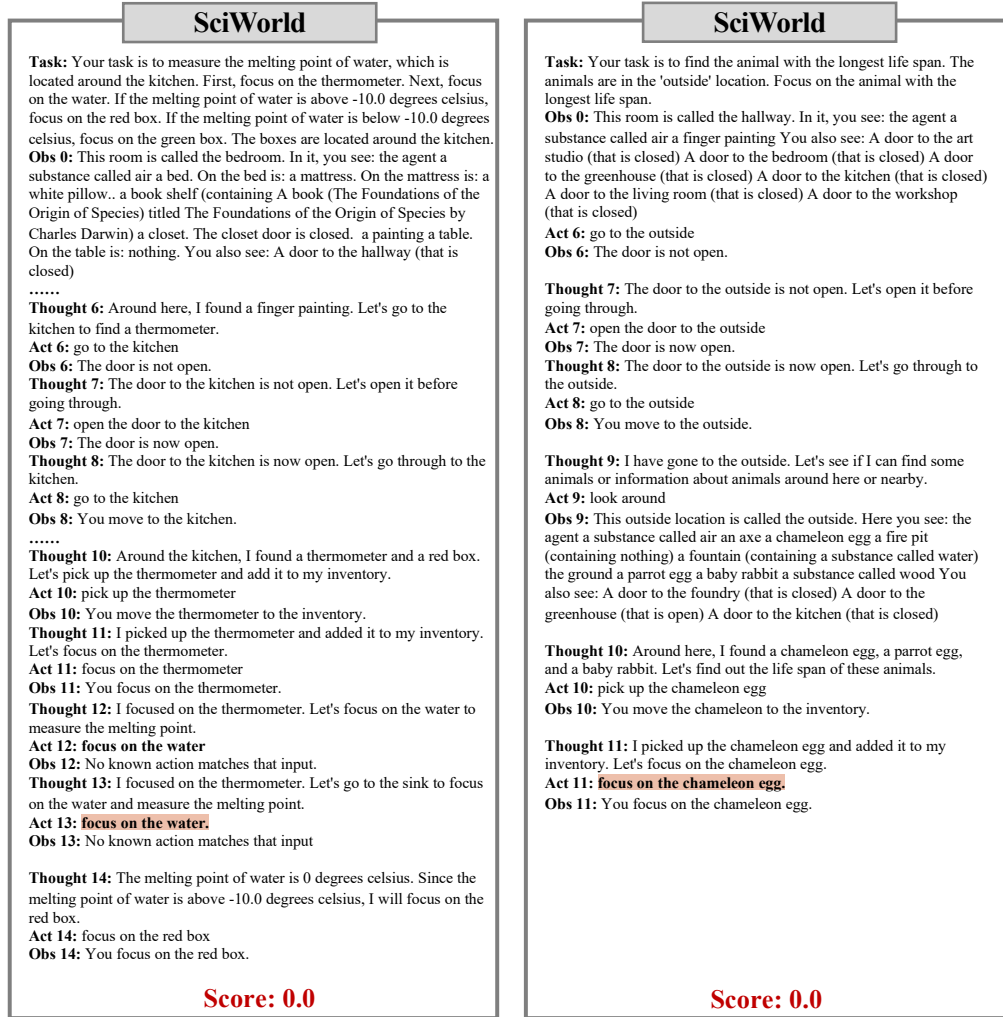 SciWorld
Task: Your task is to measure the melting point of water, which is
located around the kitchen. First, focus on the thermometer. Next, focus
on the water. If the melting point of water is above -10.0 degrees celsius,
focus on the red box. If the melting point of water is below -10.0 degrees
celsius, focus on the green box. The boxes are located around the kitchen.
Obs 0: This room is called the bedroom. In it, you see: the agent a
substance called air a bed. On the bed is: a mattress. On the mattress is: a
white pillow.. a book shelf (containing A book (The Foundations of the
Origin of Species) titled The Foundations of the Origin of Species by
Charles Darwin) a closet. The closet door is closed. a painting a table.
On the table is: nothing. You also see: A door to the hallway (that is
closed)
......
Thought 6: Around here, I found a finger painting. Let's go to the
kitchen to find a thermometer.
Act 6: go to the kitchen
Obs 6: The door is not open.
Thought 7: The door to the kitchen is not open. Let's open it before
going through.
Act 7: open the door to the kitchen
Obs 7: The door is now open.
Thought 8: The door to the kitchen is now open. Let's go through to the
kitchen.
Act 8: go to the kitchen
Obs 8: You move to the kitchen.
......
Thought 10: Around the kitchen, I found a thermometer and a red box.
Let's pick up the thermometer and add it to my inventory.
Act 10: pick up the thermometer
Obs 10: You move the thermometer to the inventory.
Thought 11: I picked up the thermometer and added it to my inventory.
Let's focus on the thermometer.
Act 11: focus on the thermometer
Obs 11: You focus on the thermometer.
Thought 12: I focused on the thermometer. Let's focus on the water to
measure the melting point.
Act 12: focus on the water
Obs 12: No known action matches that input.
Thought 13: I focused on the thermometer. Let's go to the sink to focus
on the water and measure the melting point.
Act 13: focus on the water.
Obs 13: No known action matches that input
Thought 14: The melting point of water is 0 degrees celsius. Since the
melting point of water is above -10.0 degrees celsius, I will focus on the
red box.
Act 14: focus on the red box
Obs 14: You focus on the red box.
Score: 0.0
SciWorld
Task: Your task is to find the animal with the longest life span. The
animals are in the 'outside' location. Focus on the animal with the
longest life span.
Obs 0: This room is called the hallway. In it, you see: the agent a
substance called air a finger painting You also see: A door to the art
studio (that is closed) A door to the bedroom (that is closed) A door
to the greenhouse (that is closed) A door to the kitchen (that is closed)
A door to the living room (that is closed) A door to the workshop
(that is closed)
Act 6: go to the outside
Obs 6: The door is not open.
Thought 7: The door to the outside is not open. Let's open it before
going through.
Act 7: open the door to the outside
Obs 7: The door is now open.
Thought 8: The door to the outside is now open. Let's go through to
the outside.
Act 8: go to the outside
Obs 8: You move to the outside.
Thought 9: I have gone to the outside. Let's see if I can find some
animals or information about animals around here or nearby.
Act 9: look around
Obs 9: This outside location is called the outside. Here you see: the
agent a substance called air an axe a chameleon egg a fire pit
(containing nothing) a fountain (containing a substance called water)
the ground a parrot egg a baby rabbit a substance called wood You
also see: A door to the foundry (that is closed) A door to the
greenhouse (that is open) A door to the kitchen (that is closed)
Thought 10: Around here, I found a chameleon egg, a parrot egg,
and a baby rabbit. Let's find out the life span of these animals.
Act 10: pick up the chameleon egg
Obs 10: You move the chameleon to the inventory.
Thought 11: I picked up the chameleon egg and added it to my
inventory. Let's focus on the chameleon egg.
Act 11: focus on the chameleon egg.
Obs 11: You focus on the chameleon egg.
Score: 0.0